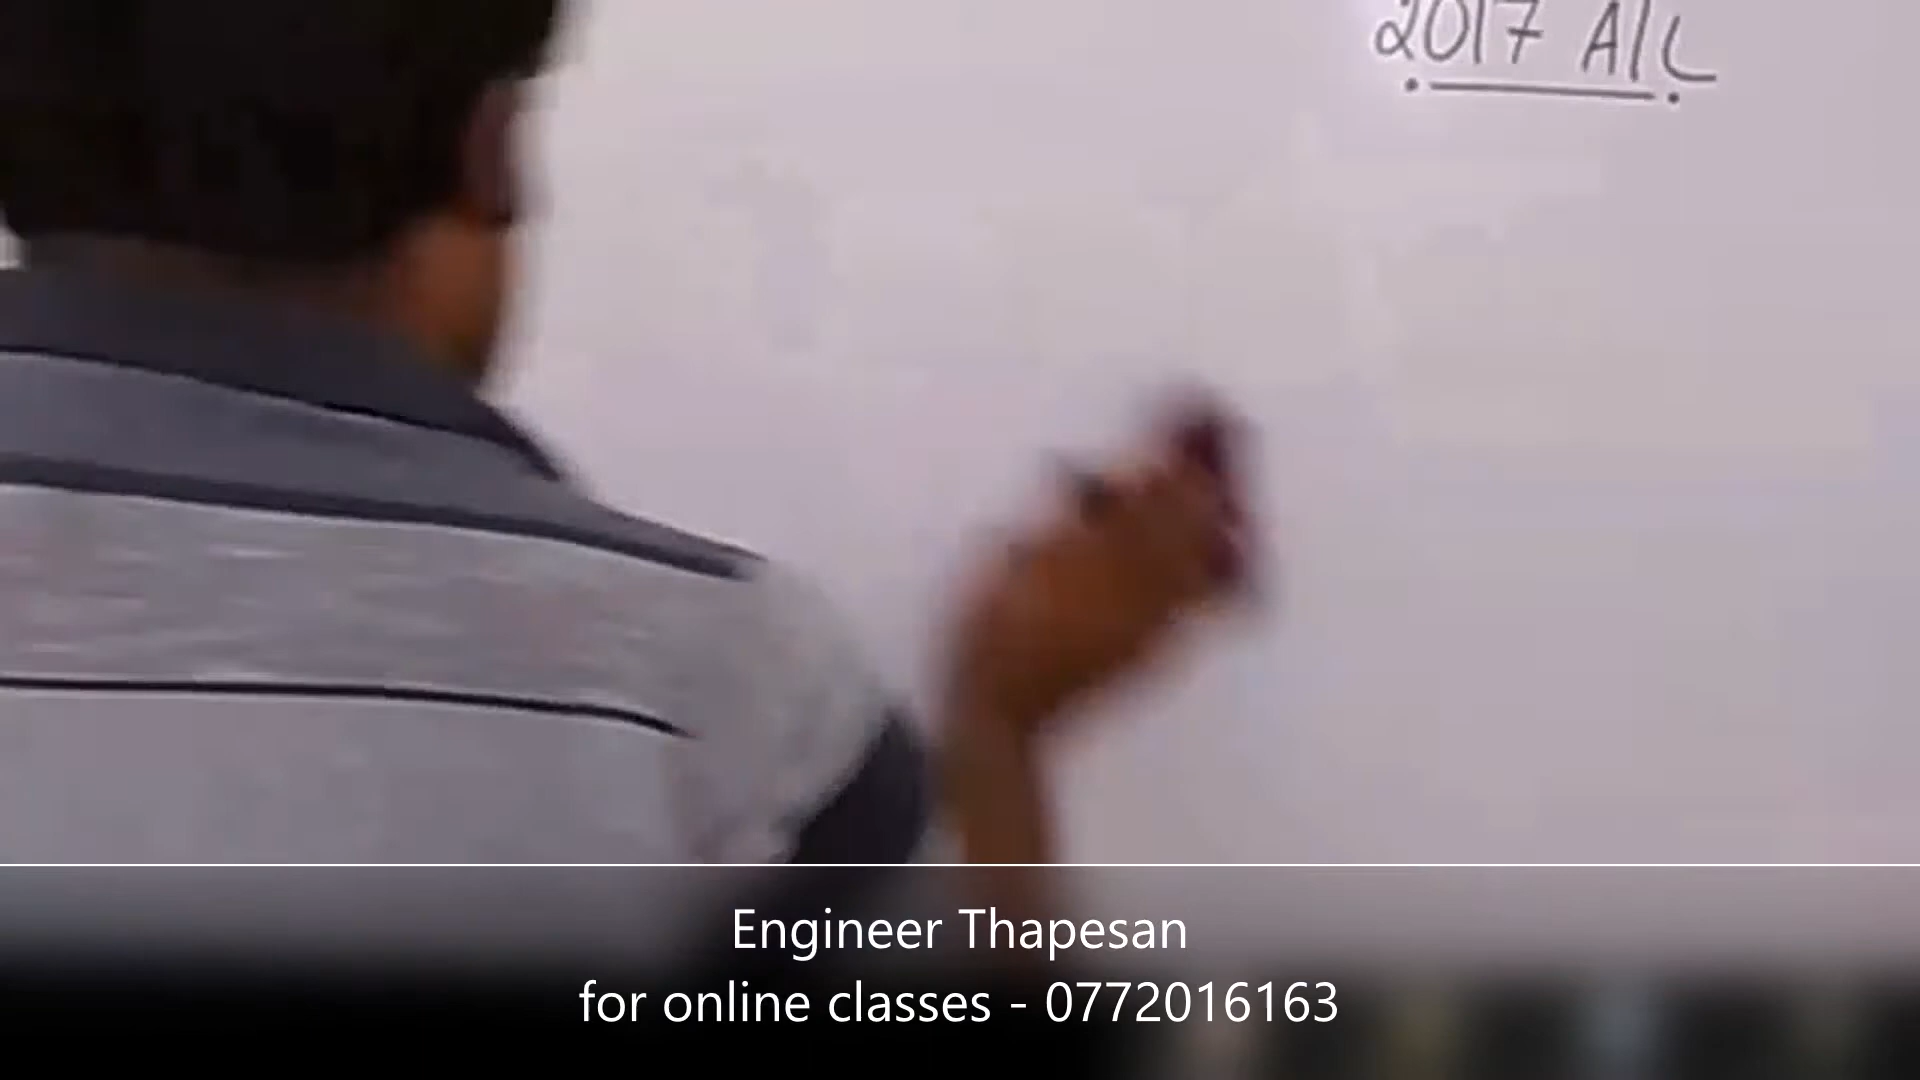 2017 A/L
Engineer Thapesan
for online classes - 0772016163